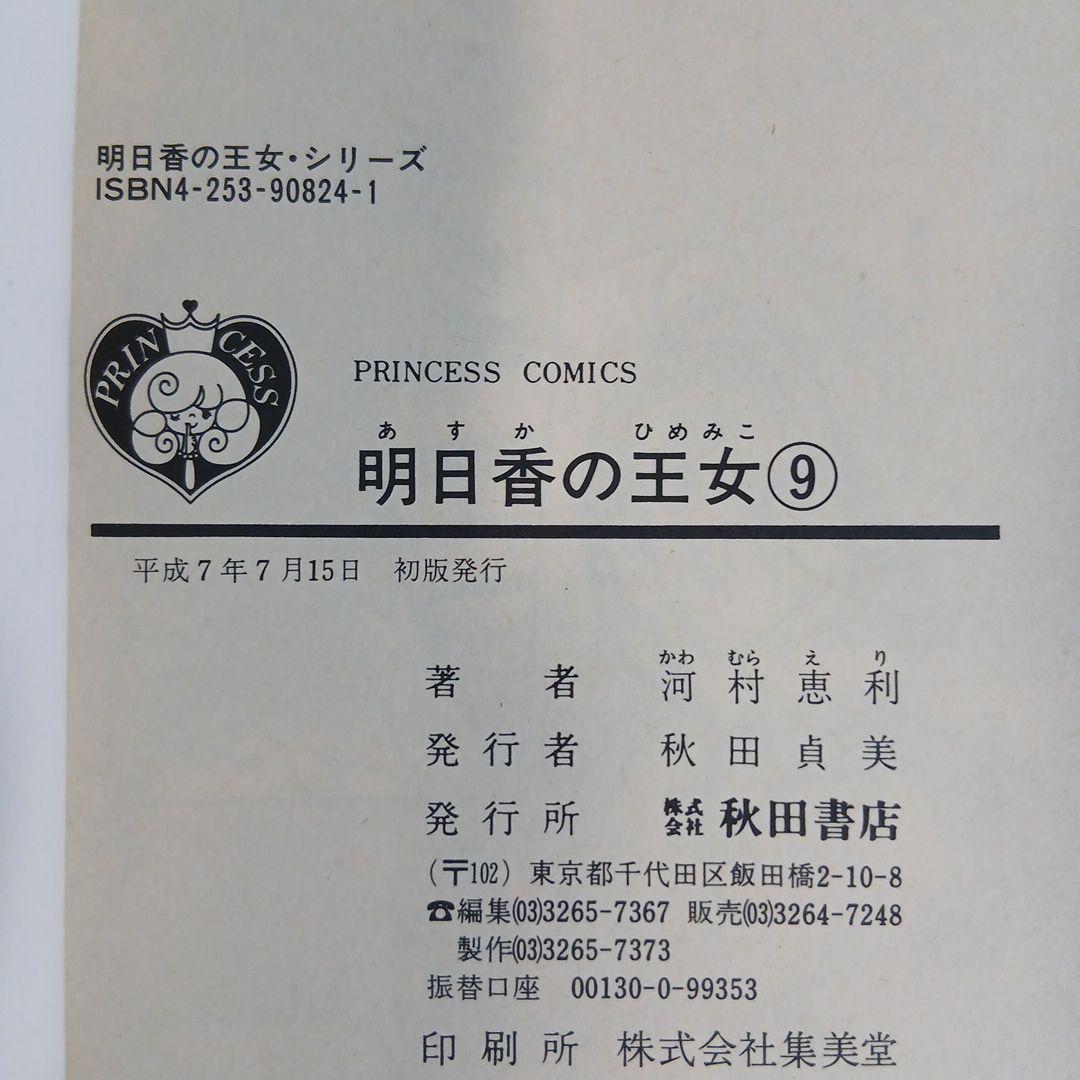 明日香の王女・シリーズ
ISBN4-253-90824-1
PRINCESS
PRINCESS COMICS
あすか ひめみこ
明日香の王女⑨
平成7年7月15日 初版発行
かわ むら え り
著者 河村恵利
発行者 秋田貞美
発行所 株式会社 秋田書店
(〒102) 東京都千代田区飯田橋2-10-8
☎編集(03)3265-7367 販売(03)3264-7248
製作(03)3265-7373
振替口座 00130-0-99353
印刷所 株式会社集美堂